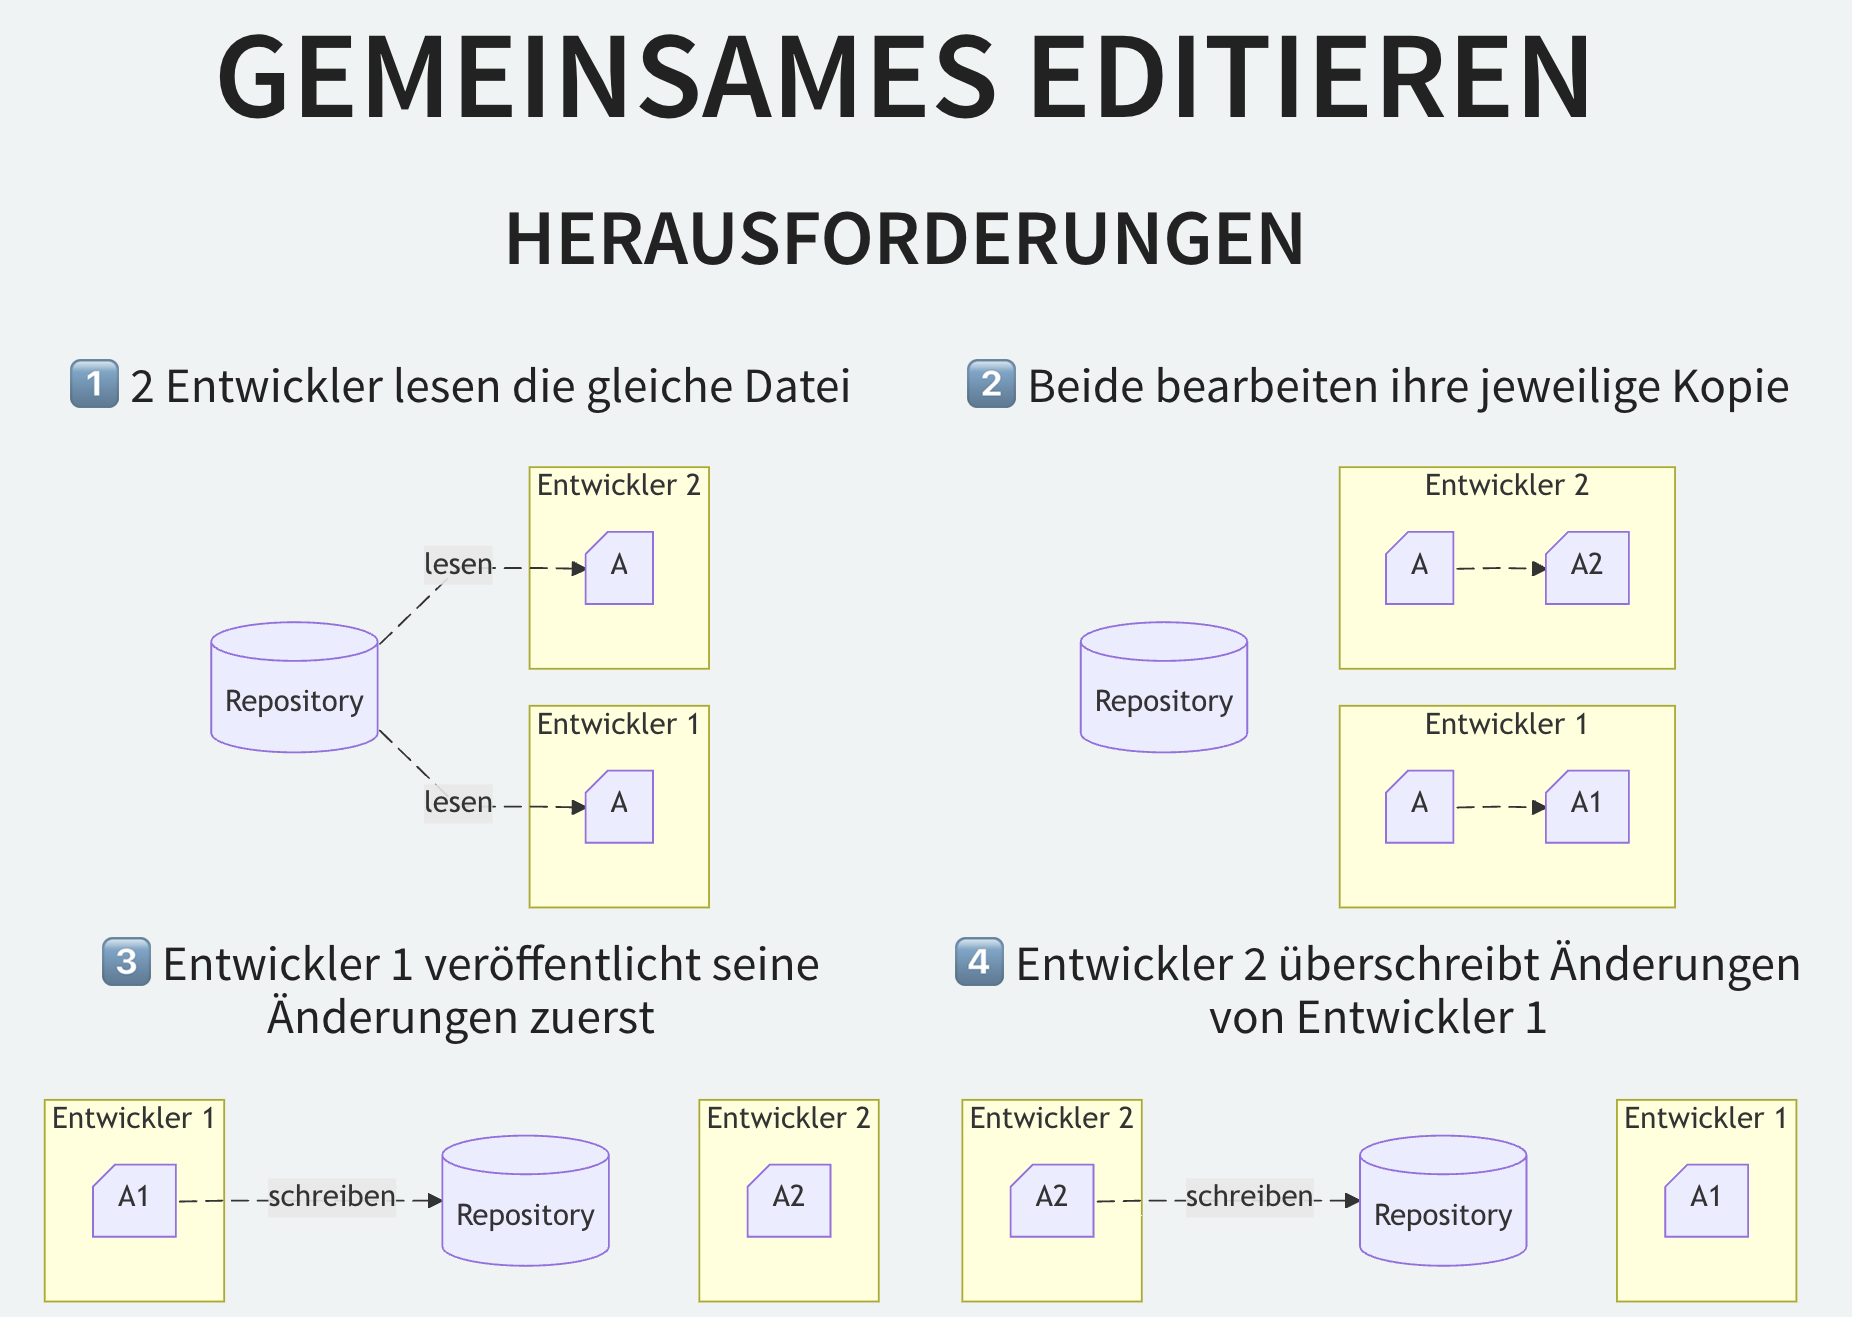 GEMEINSAMES EDITIEREN
HERAUSFORDERUNGEN
1 2 Entwickler lesen die gleiche Datei
Entwickler 2
lesen
A
Repository
Entwickler 1
lesen
A
2 Beide bearbeiten ihre jeweilige Kopie
Entwickler 2
A
A2
Repository
Entwickler 1
A
A1
3 Entwickler 1 veröffentlicht seine
Änderungen zuerst
Entwickler 1
A1
schreiben
Repository
Entwickler 2
A2
4 Entwickler 2 überschreibt Änderungen
von Entwickler 1
Entwickler 2
A2
schreiben
Repository
Entwickler 1
A1